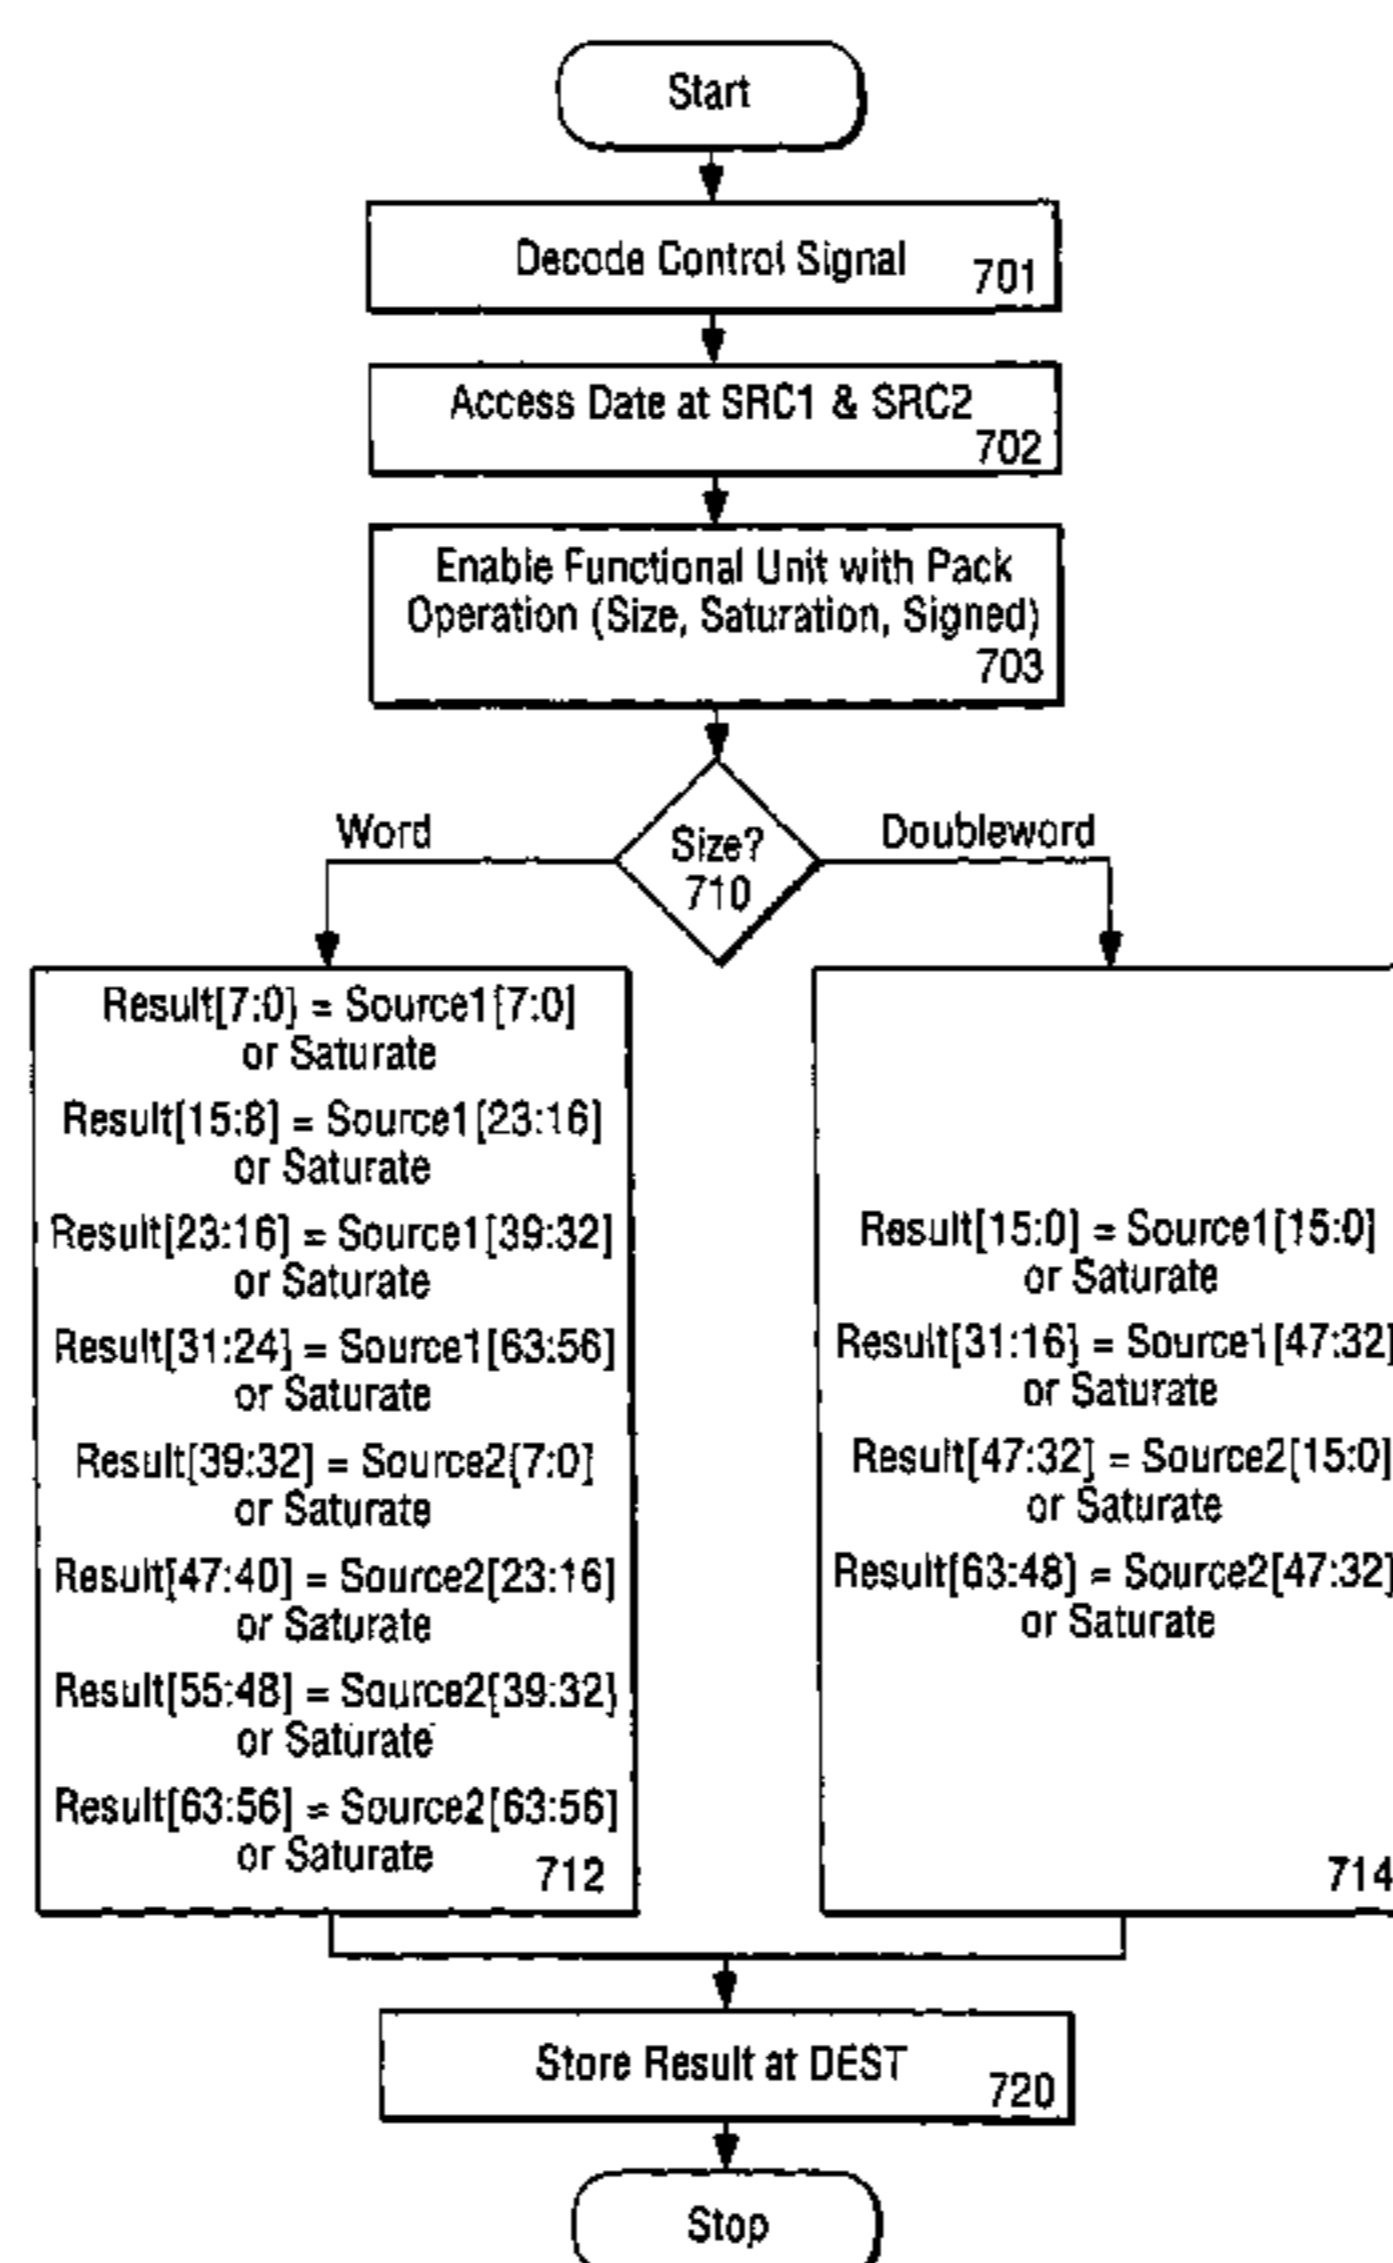 Start
Decode Control Signal
701
Access Date at SRC1 & SRC2
702
Enable Functional Unit with Pack
Operation (Size, Saturation, Signed)
703
Word
Size?
710
Doubleword
Result[7:0] = Source1[7:0]
or Saturate
Result[15:8] = Source1[23:16]
or Saturate
Result[23:16] = Source1[39:32]
or Saturate
Result[31:24] = Source1[63:56]
or Saturate
Result[39:32] = Source2[7:0]
or Saturate
Result[47:40] = Source2[23:16]
or Saturate
Result[55:48] = Source2[39:32]
or Saturate
Result[63:56] = Source2[63:56]
or Saturate
712
Result[15:0] = Source1[15:0]
or Saturate
Result[31:16] = Source1[47:32]
or Saturate
Result[47:32] = Source2[15:0]
or Saturate
Result[63:48] = Source2[47:32]
or Saturate
714
Store Result at DEST
720
Stop